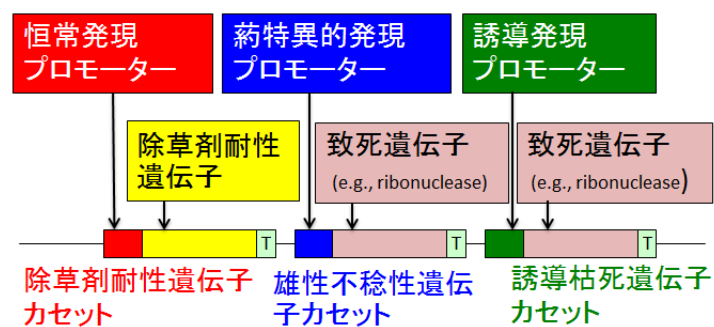 恒常発現
プロモーター
葯特異的発現
プロモーター
誘導発現
プロモーター
除草剤耐性
遺伝子
致死遺伝子
(e.g., ribonuclease)
致死遺伝子
(e.g., ribonuclease)
T
T
T
除草剤耐性遺伝子
カセット
雄性不稔性遺伝
子カセット
誘導枯死遺伝子
カセット